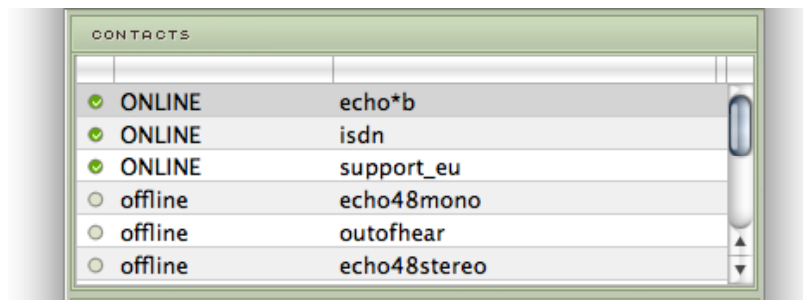 CONTACTS
ONLINE echo*b
ONLINE isdn
ONLINE support_eu
offline echo48mono
offline outofhear
offline echo48stereo